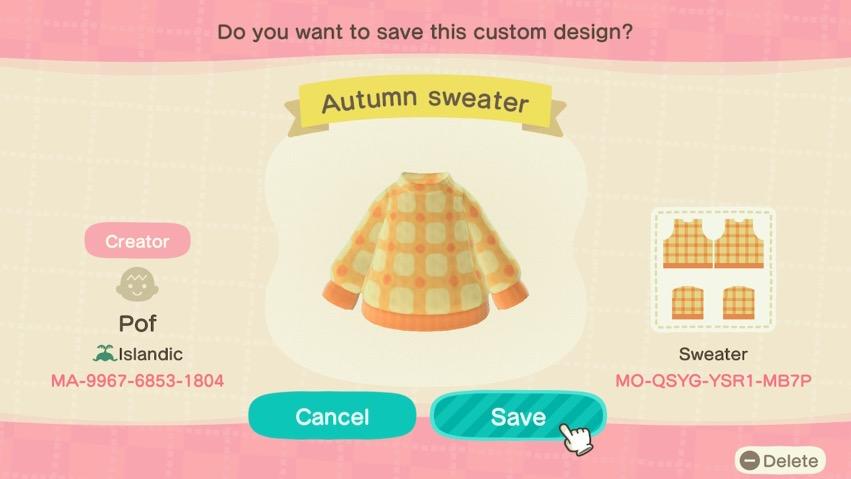 Do you want to save this custom design?
Autumn sweater
Creator
Pof
Islandic
MA-9967-6853-1804
Sweater
MO-QSYG-YSR1-MB7P
Cancel
Save
Delete